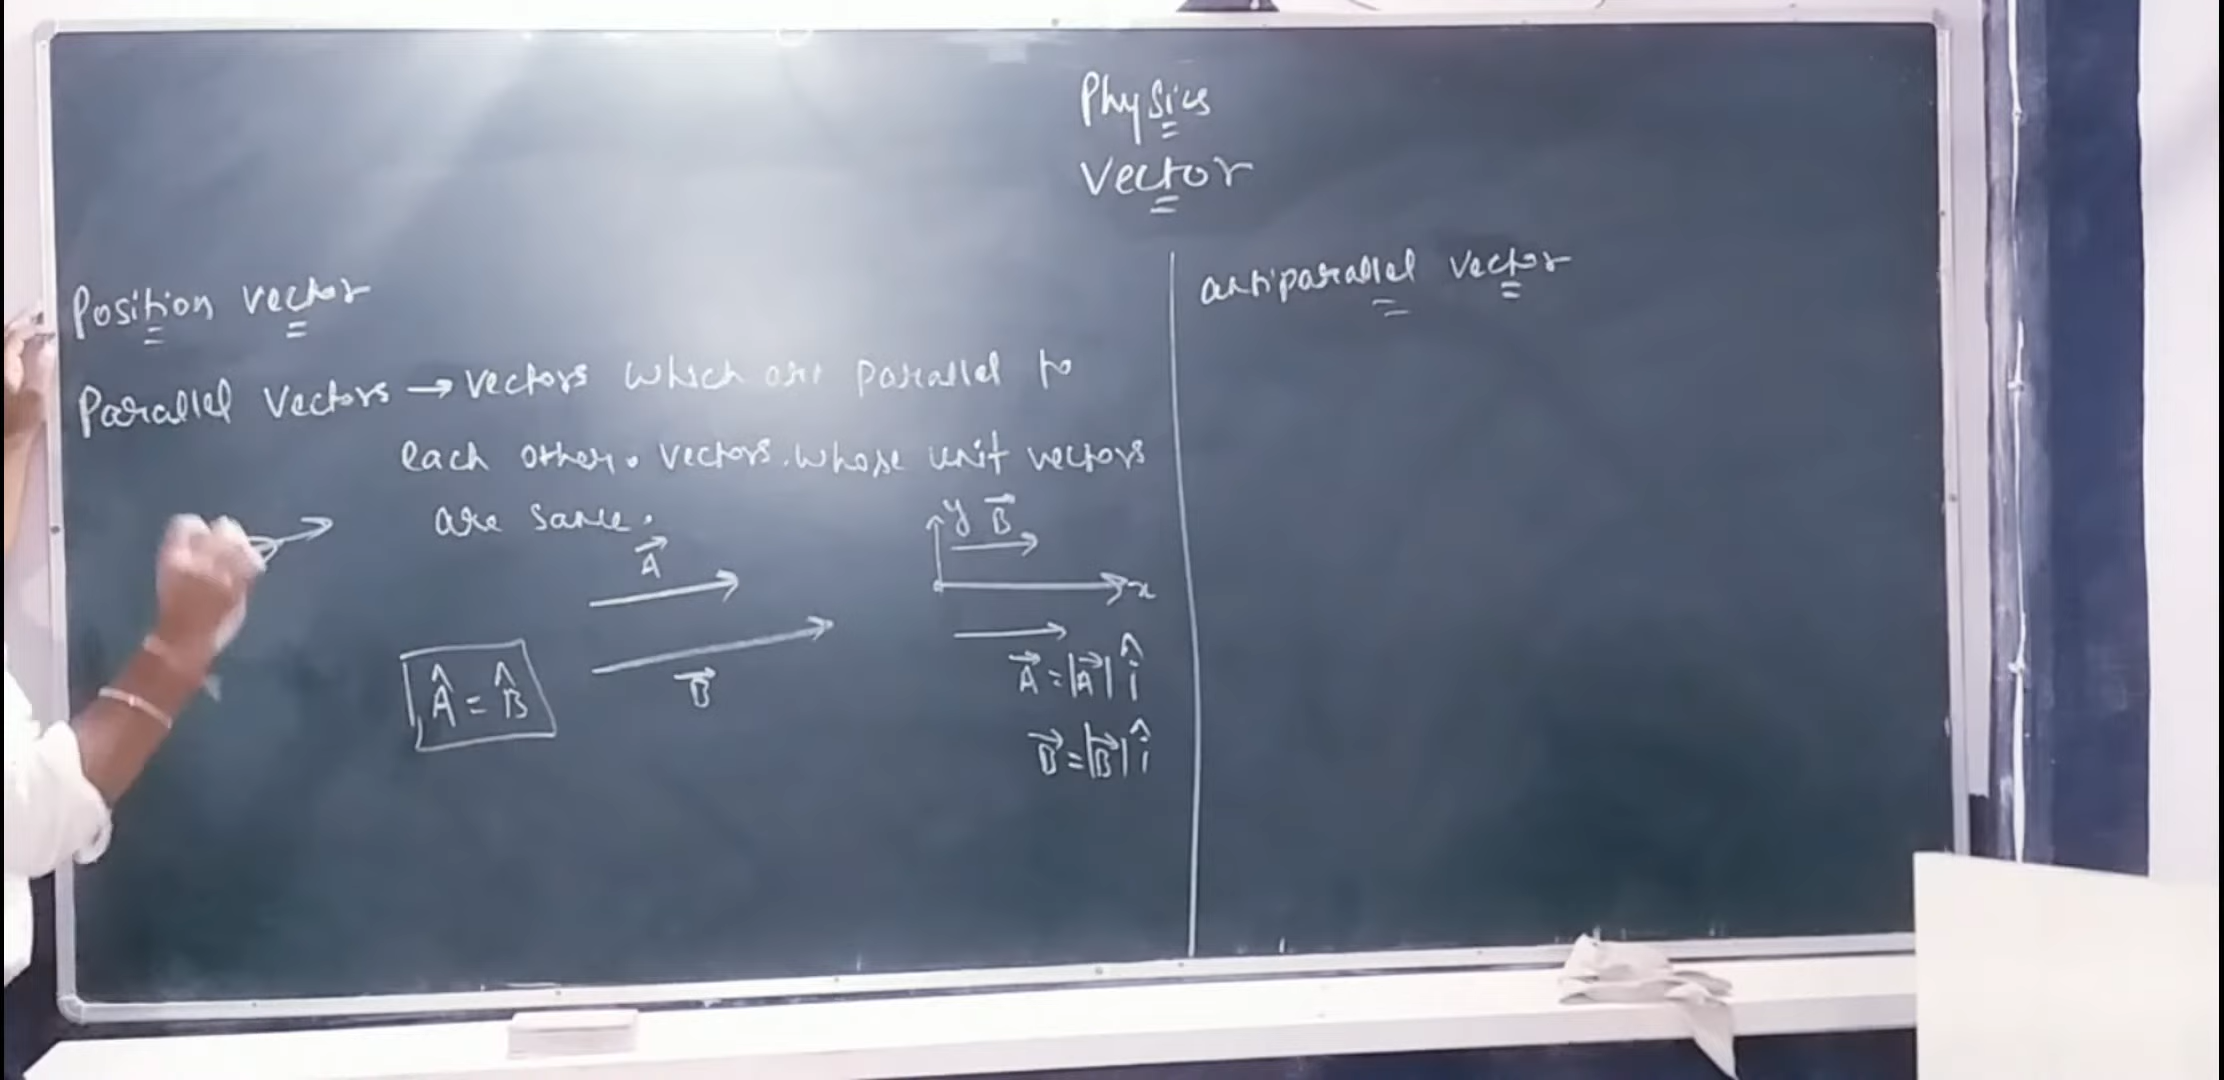 Physics
Vector
Position vector
Parallel Vectors → vectors which are parallel to
each other. vectors. whose unit vectors
are same.
A⃗
B⃗
Â = B̂
y B⃗
x
A⃗ = |A⃗| î
B⃗ = |B⃗| î
antiparallel vector